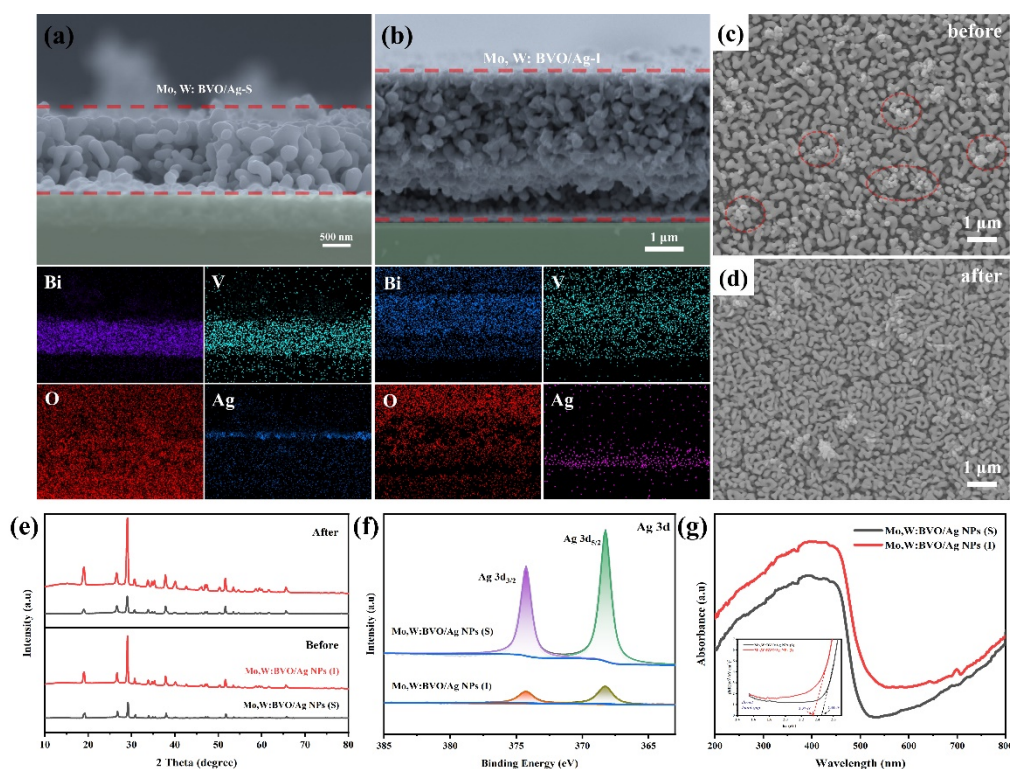 (a)
Mo, W: BVO/Ag-S
500 nm
(b)
Mo, W: BVO/Ag-I
1 μm
(c)
before
1 μm
(d)
after
1 μm
Bi
V
O
Ag
Bi
V
O
Ag
(e)
After
Before
Mo,W:BVO/Ag NPs (I)
Mo,W:BVO/Ag NPs (S)
Intensity (a.u)
10 20 30 40 50 60 70 80
2 Theta (degree)
(f)
Ag 3d
Ag 3d5/2
Ag 3d3/2
Mo,W:BVO/Ag NPs (S)
Mo,W:BVO/Ag NPs (I)
Intensity (a.u)
385 380 375 370 365
Binding Energy (eV)
(g)
Mo,W:BVO/Ag NPs (S)
Mo,W:BVO/Ag NPs (I)
Absorbance (a.u)
200 300 400 500 600 700 800
Wavelength (nm)